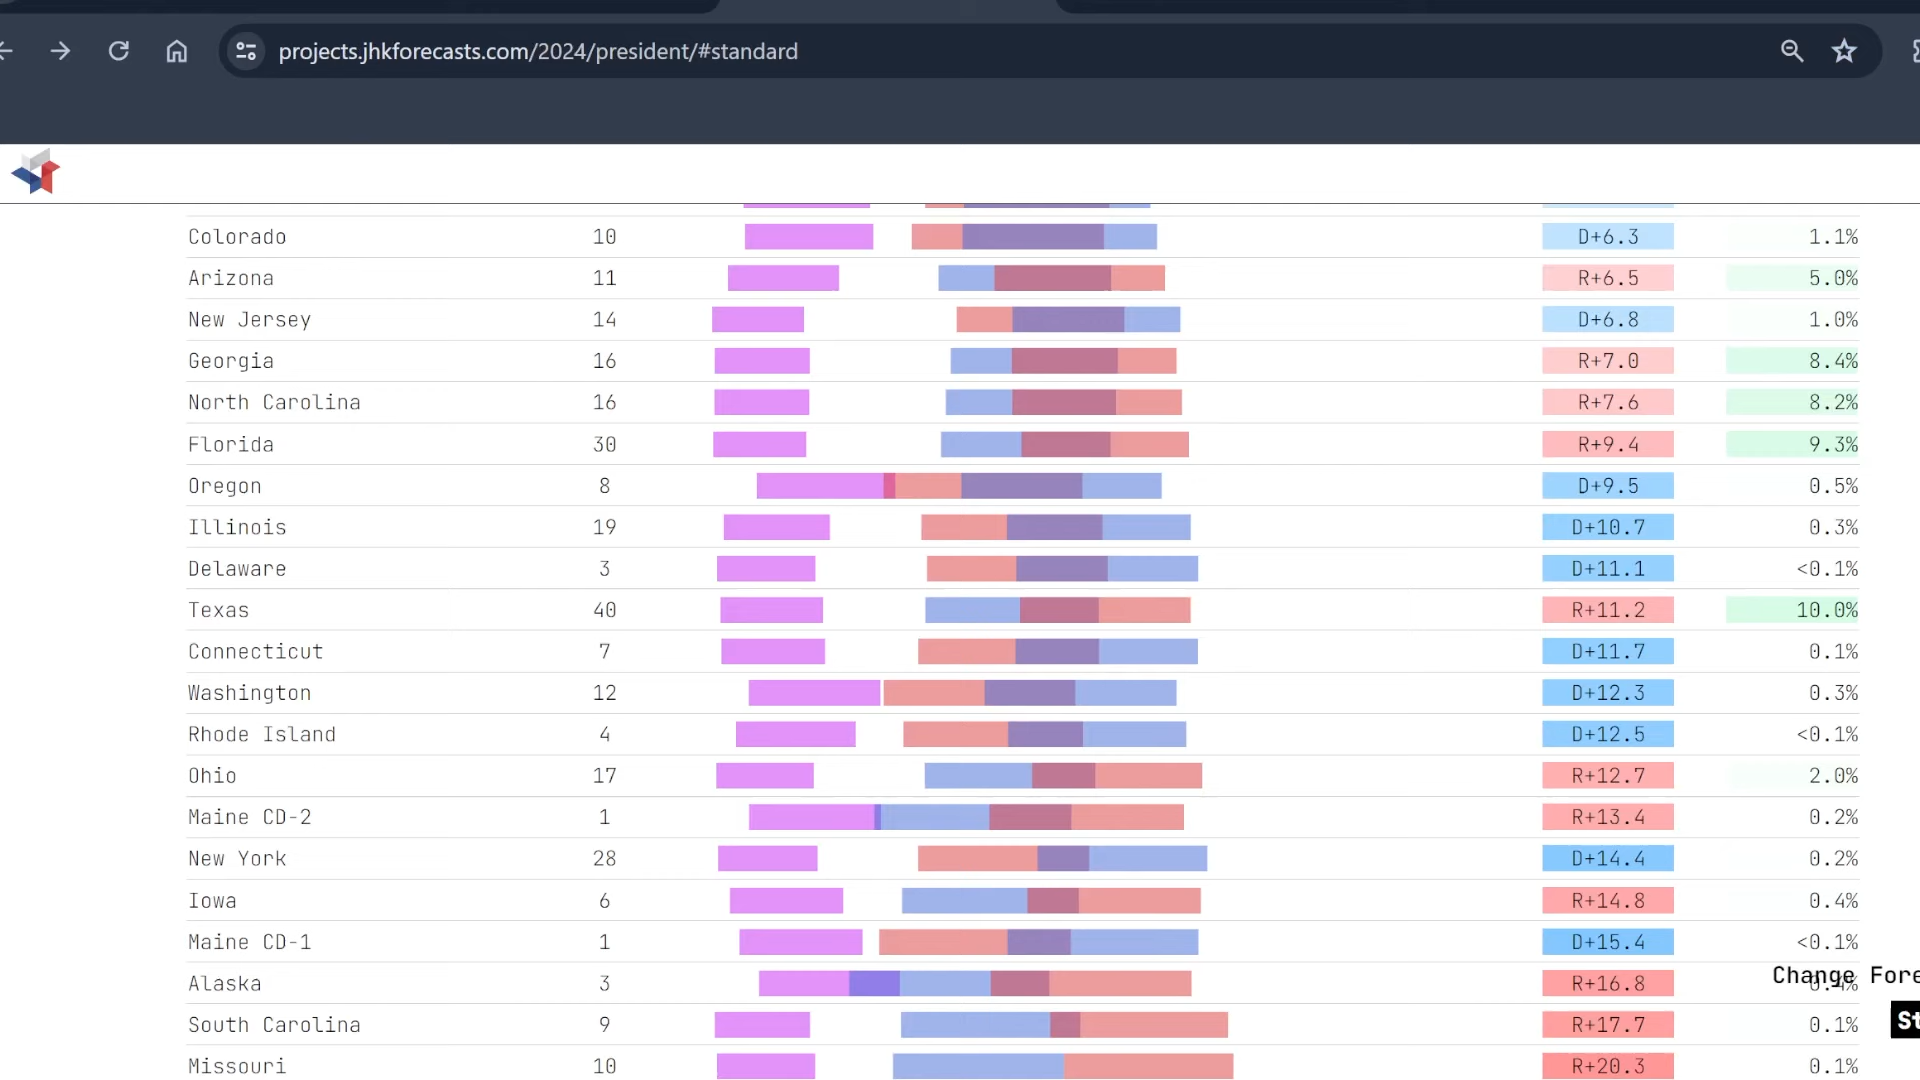 projects.jhkforecasts.com/2024/president/#standard
Colorado 10 D+6.3 1.1%
Arizona 11 R+6.5 5.0%
New Jersey 14 D+6.8 1.0%
Georgia 16 R+7.0 8.4%
North Carolina 16 R+7.6 8.2%
Florida 30 R+9.4 9.3%
Oregon 8 D+9.5 0.5%
Illinois 19 D+10.7 0.3%
Delaware 3 D+11.1 <0.1%
Texas 40 R+11.2 10.0%
Connecticut 7 D+11.7 0.1%
Washington 12 D+12.3 0.3%
Rhode Island 4 D+12.5 <0.1%
Ohio 17 R+12.7 2.0%
Maine CD-2 1 R+13.4 0.2%
New York 28 D+14.4 0.2%
Iowa 6 R+14.8 0.4%
Maine CD-1 1 D+15.4 <0.1%
Change Fore
Alaska 3 R+16.8
South Carolina 9 R+17.7 0.1%
St
Missouri 10 R+20.3 0.1%